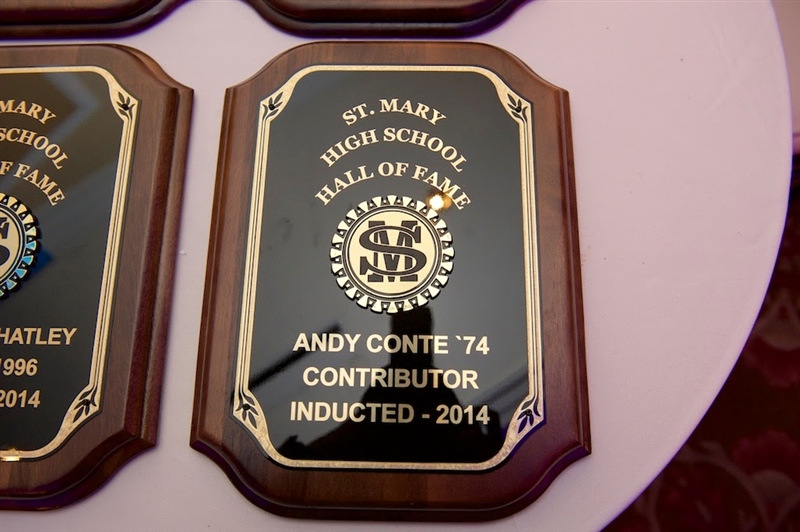 MARY
SCHOOL
OF FAME
HATLEY
1996
2014
ST. MARY
HIGH SCHOOL
HALL OF FAME
SM
ANDY CONTE `74
CONTRIBUTOR
INDUCTED - 2014